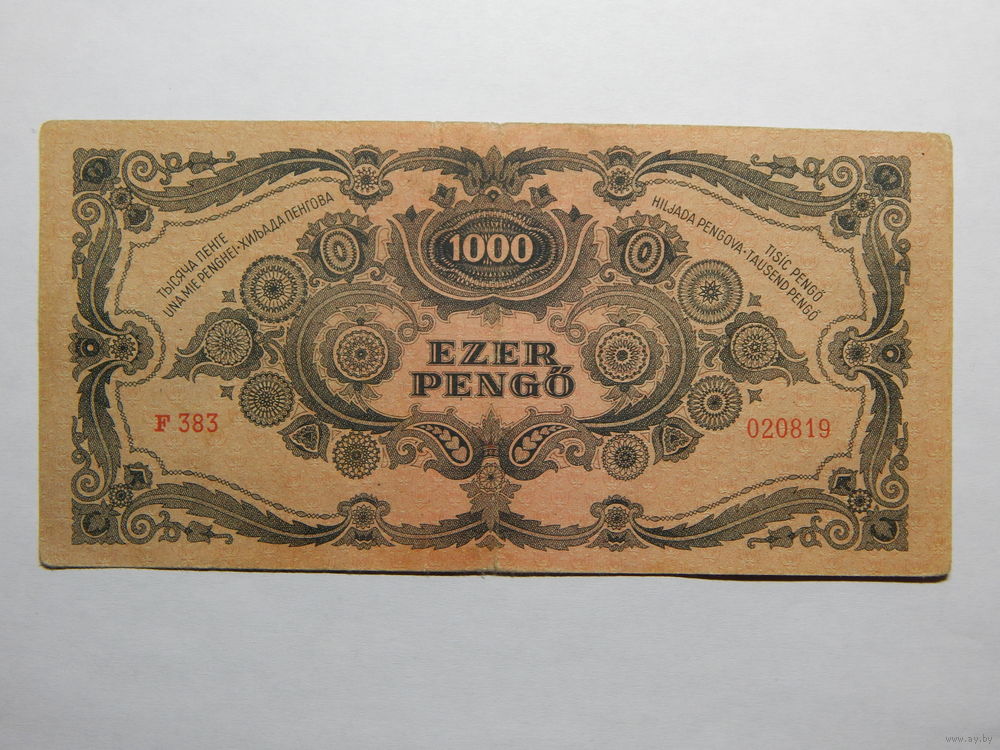 ТЫСЯЧА ПЕНГЕ
UNA MIE PENGHEI·ХИЉАДА ПЕНГОВА
HILJADA PENGOVA·TAUSEND PENGŐ
TISÍC PENGŐ
1000
EZER
PENGŐ
F 383
020819
www.ay.by